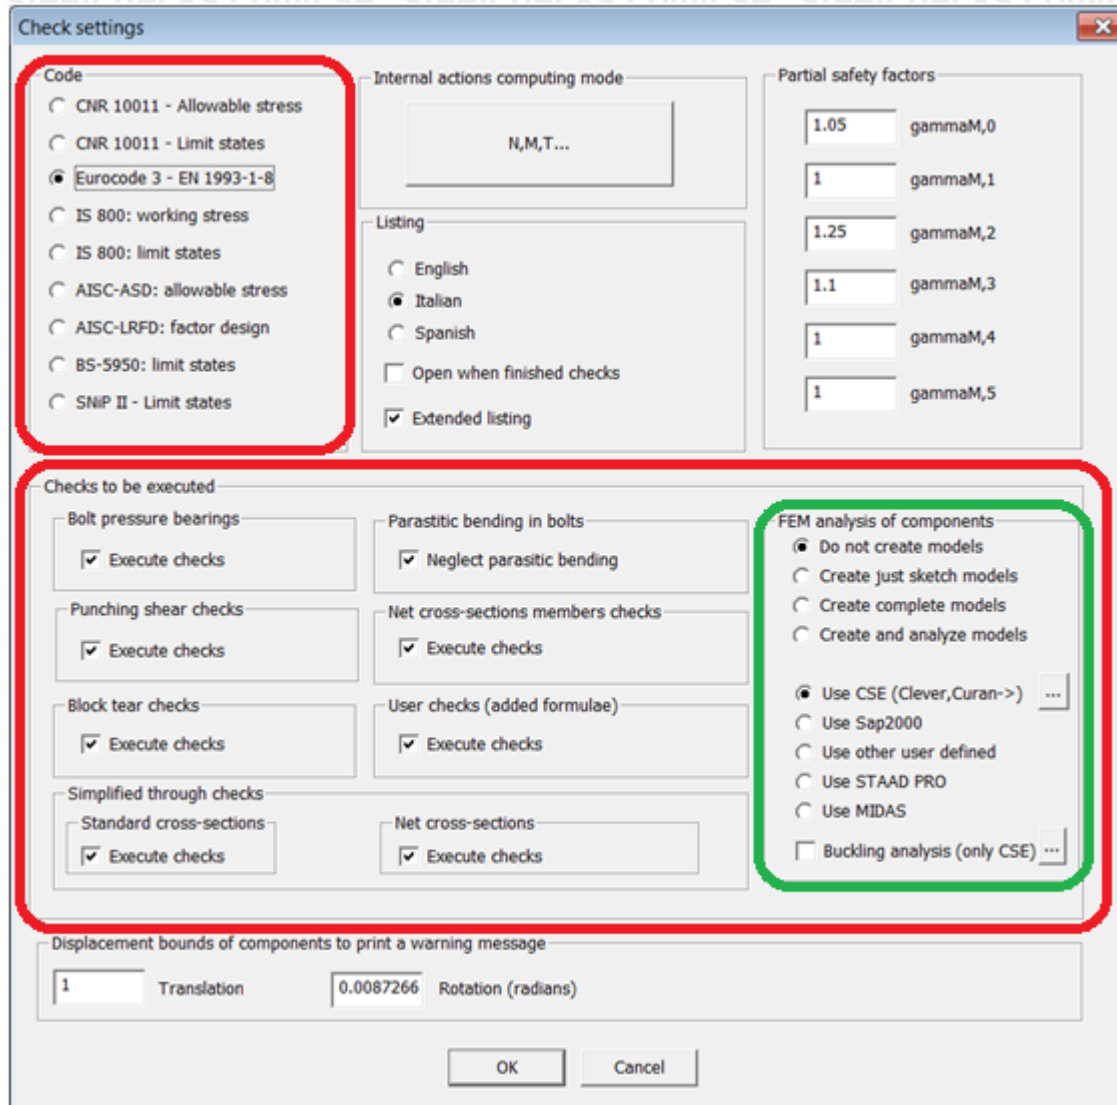 Check settings
Code
CNR 10011 - Allowable stress
CNR 10011 - Limit states
Eurocode 3 - EN 1993-1-8
IS 800: working stress
IS 800: limit states
AISC-ASD: allowable stress
AISC-LRFD: factor design
BS-5950: limit states
SNiP II - Limit states
Internal actions computing mode
N,M,T...
Listing
English
Italian
Spanish
Open when finished checks
Extended listing
Partial safety factors
1.05 gammaM,0
1 gammaM,1
1.25 gammaM,2
1.1 gammaM,3
1 gammaM,4
1 gammaM,5
Checks to be executed
Bolt pressure bearings
Execute checks
Parastitic bending in bolts
Neglect parasitic bending
Punching shear checks
Execute checks
Net cross-sections members checks
Execute checks
Block tear checks
Execute checks
User checks (added formulae)
Execute checks
Simplified through checks
Standard cross-sections
Execute checks
Net cross-sections
Execute checks
FEM analysis of components
Do not create models
Create just sketch models
Create complete models
Create and analyze models
Use CSE (Clever,Curan->) ...
Use Sap2000
Use other user defined
Use STAAD PRO
Use MIDAS
Buckling analysis (only CSE) ...
Displacement bounds of components to print a warning message
1 Translation 0.0087266 Rotation (radians)
OK Cancel